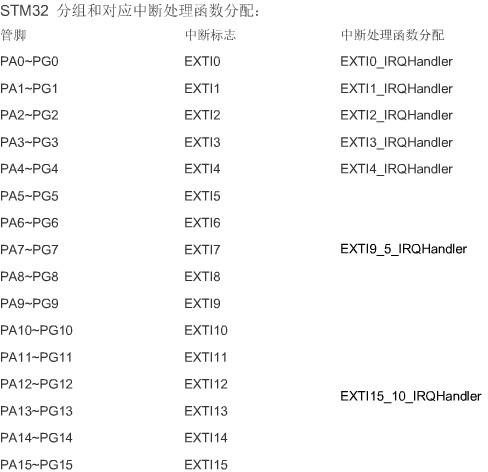 STM32 分组和对应中断处理函数分配：
管脚 中断标志 中断处理函数分配
PA0~PG0 EXTI0 EXTI0_IRQHandler
PA1~PG1 EXTI1 EXTI1_IRQHandler
PA2~PG2 EXTI2 EXTI2_IRQHandler
PA3~PG3 EXTI3 EXTI3_IRQHandler
PA4~PG4 EXTI4 EXTI4_IRQHandler
PA5~PG5 EXTI5
PA6~PG6 EXTI6
PA7~PG7 EXTI7 EXTI9_5_IRQHandler
PA8~PG8 EXTI8
PA9~PG9 EXTI9
PA10~PG10 EXTI10
PA11~PG11 EXTI11
PA12~PG12 EXTI12
EXTI15_10_IRQHandler
PA13~PG13 EXTI13
PA14~PG14 EXTI14
PA15~PG15 EXTI15